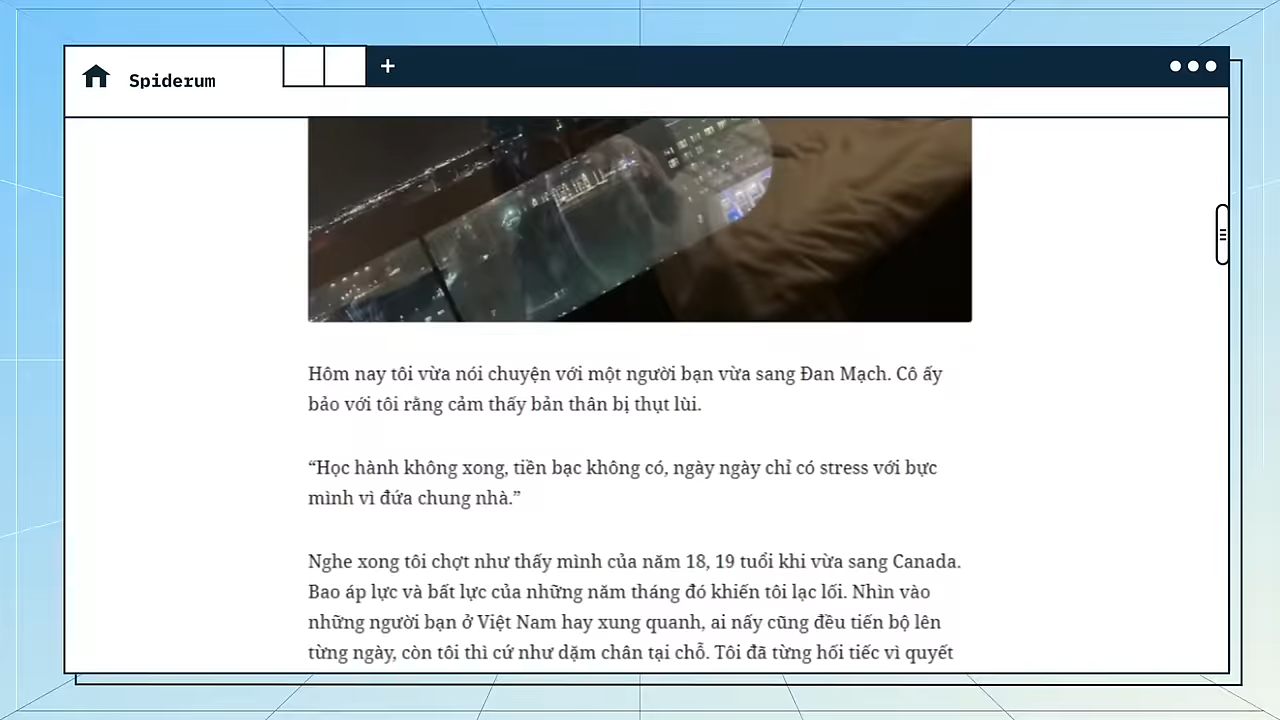 Spiderum
Hôm nay tôi vừa nói chuyện với một người bạn vừa sang Đan Mạch. Cô ấy
bảo với tôi rằng cảm thấy bản thân bị thụt lùi.
“Học hành không xong, tiền bạc không có, ngày ngày chỉ có stress với bực
mình vì đứa chung nhà.”
Nghe xong tôi chợt như thấy mình của năm 18, 19 tuổi khi vừa sang Canada.
Bao áp lực và bất lực của những năm tháng đó khiến tôi lạc lối. Nhìn vào
những người bạn ở Việt Nam hay xung quanh, ai nấy cũng đều tiến bộ lên
từng ngày, còn tôi thì cứ như dặm chân tại chỗ. Tôi đã từng hối tiếc vì quyết